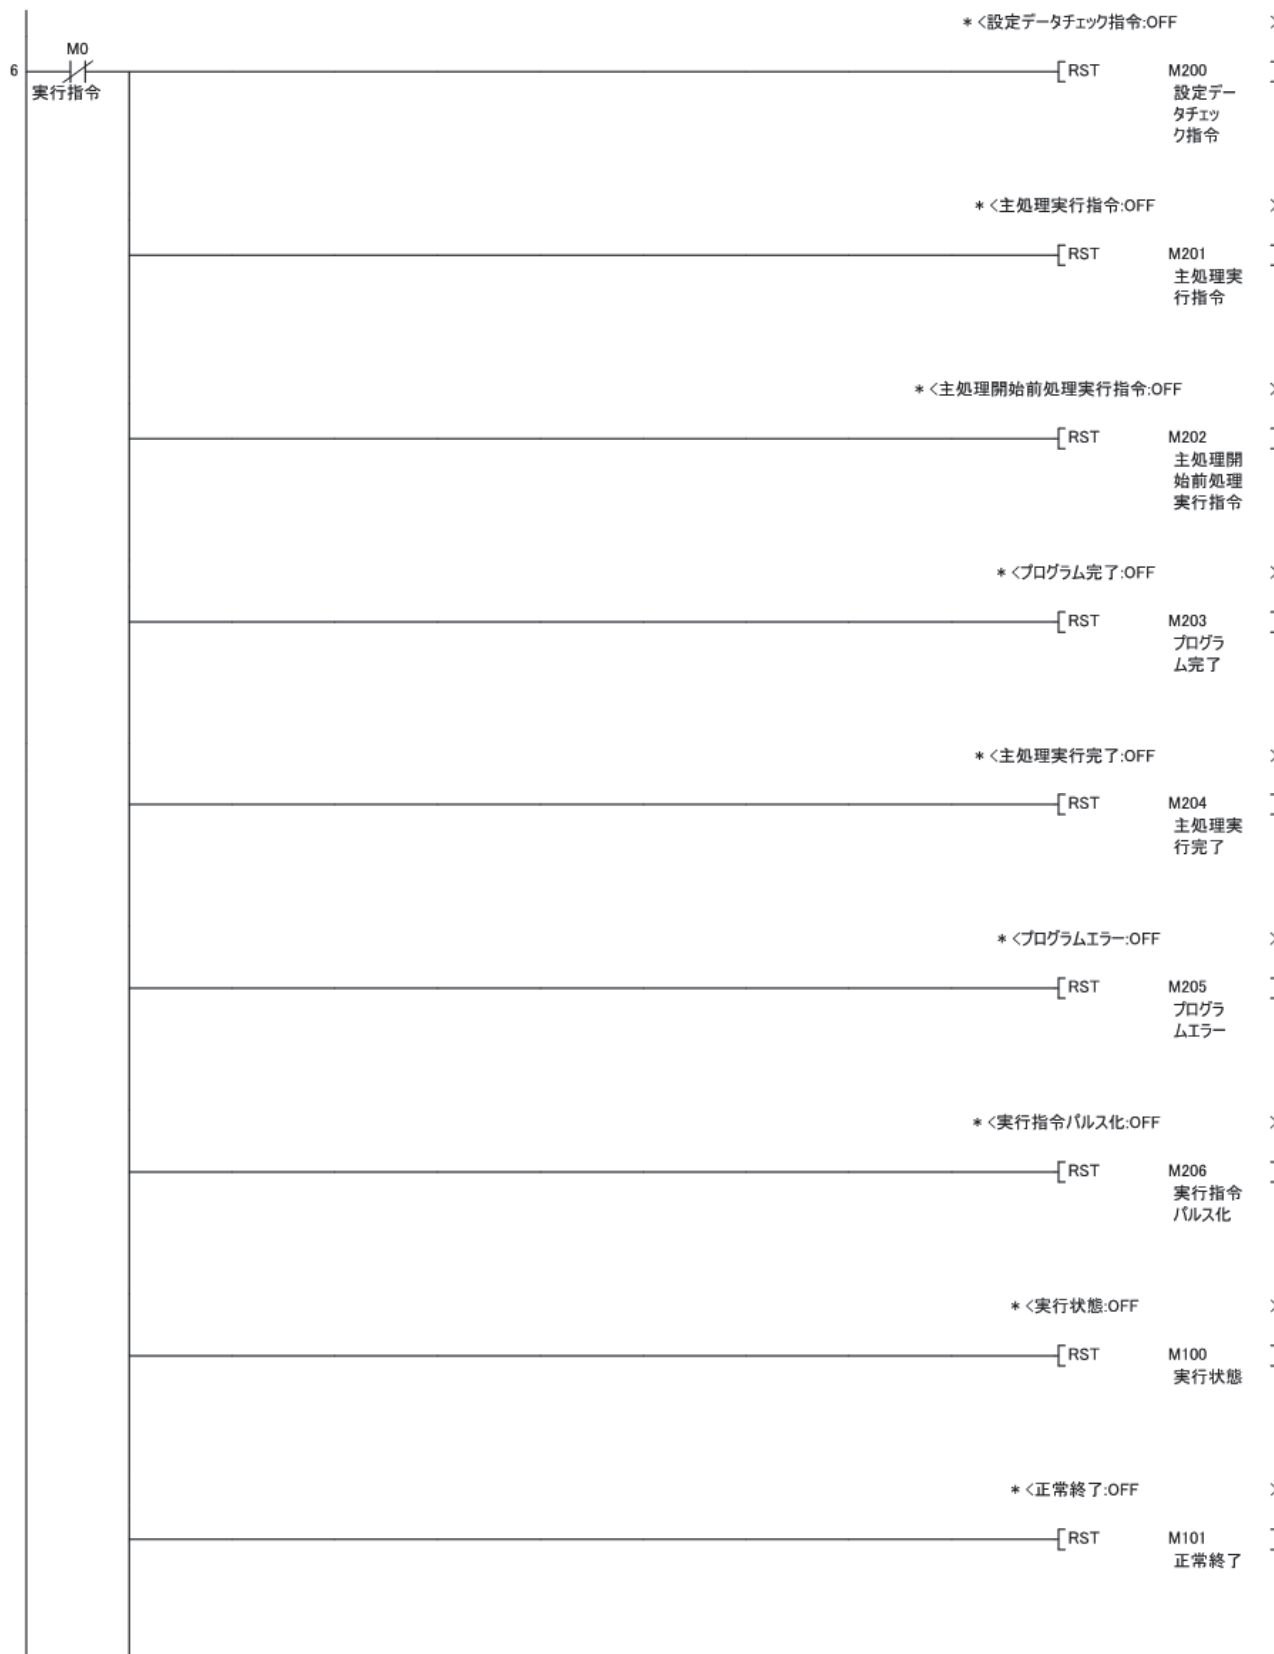 *<設定データチェック指令:OFF >
M0
6
[RST M200 ]
実行指令
設定デー
タチェッ
ク指令
*<主処理実行指令:OFF >
[RST M201 ]
主処理実
行指令
*<主処理開始前処理実行指令:OFF >
[RST M202 ]
主処理開
始前処理
実行指令
*<プログラム完了:OFF >
[RST M203 ]
プログラ
ム完了
*<主処理実行完了:OFF >
[RST M204 ]
主処理実
行完了
*<プログラムエラー:OFF >
[RST M205 ]
プログラ
ムエラー
*<実行指令パルス化:OFF >
[RST M206 ]
実行指令
パルス化
*<実行状態:OFF >
[RST M100 ]
実行状態
*<正常終了:OFF >
[RST M101 ]
正常終了